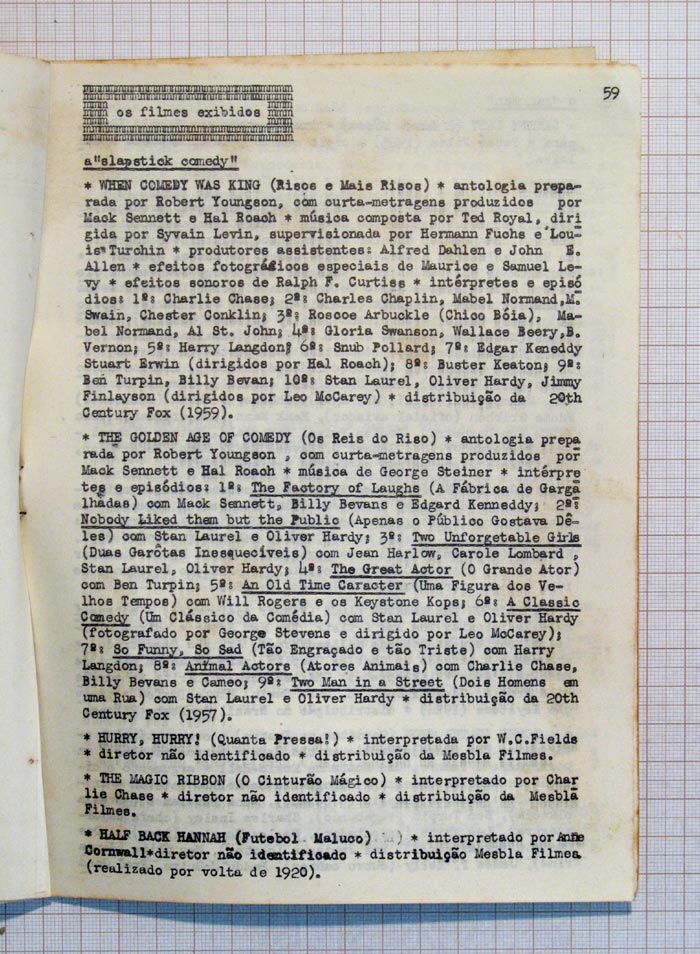 59
os filmes exibidos
a"slapstick comedy"
* WHEN COMEDY WAS KING (Risos e Mais Risos) * antologia prepa-
rada por Robert Youngson, com curta-metragens produzidos por
Mack Sennett e Hal Roach * música composta por Ted Royal, diri
gida por Syvain Levin, supervisionada por Hermann Fuchs e Lou-
is Turchin * produtores assistentes: Alfred Dahlen e John E.
Allen * efeitos fotográficos especiais de Maurice e Samuel Le-
vy * efeitos sonoros de Ralph F. Curtiss * intérpretes e episó
dios: 1º: Charlie Chase; 2º: Charles Chaplin, Mabel Normand,M.
Swain, Chester Conklin; 3º: Roscoe Arbuckle (Chico Bóia), Ma-
bel Normand, Al St. John; 4º: Gloria Swanson, Wallace Beery,B.
Vernon; 5º: Harry Langdon; 6º: Snub Pollard; 7º: Edgar Keneddy
Stuart Erwin (dirigidos por Hal Roach); 8º: Buster Keaton; 9º:
Ben Turpin, Billy Bevan; 10º: Stan Laurel, Oliver Hardy, Jimmy
Finlayson (dirigidos por Leo McCarey) * distribuição da 20th
Century Fox (1959).
* THE GOLDEN AGE OF COMEDY (Os Reis do Riso) * antologia prepa
rada por Robert Youngson , com curta-metragens produzidos por
Mack Sennett e Hal Roach * música de George Steiner * intérpre
tes e episódios: 1º: The Factory of Laughs (A Fábrica de Garga
lhadas) com Mack Sennett, Billy Bevans e Edgard Kenneddy; 2º:
Nobody Liked them but the Public (Apenas o Público Gostava Dê-
les) com Stan Laurel e Oliver Hardy; 3º: Two Unforgetable Girls
(Duas Garôtas Inesquecíveis) com Jean Harlow, Carole Lombard ,
Stan Laurel, Oliver Hardy; 4º: The Great Actor (O Grande Ator)
com Ben Turpin; 5º: An Old Time Caracter (Uma Figura dos Ve-
lhos Tempos) com Will Rogers e os Keystone Kops; 6º: A Classic
Comedy (Um Clássico da Comédia) com Stan Laurel e Oliver Hardy
(fotografado por George Stevens e dirigido por Leo McCarey);
7º: So Funny, So Sad (Tão Engraçado e tão Triste) com Harry
Langdon; 8º: Animal Actors (Atores Animais) com Charlie Chase,
Billy Bevans e Cameo; 9º: Two Man in a Street (Dois Homens em
uma Rua) com Stan Laurel e Oliver Hardy * distribuição da 20th
Century Fox (1957).
* HURRY, HURRY! (Quanta Pressa!) * interpretada por W.C.Fields
* diretor não identificado * distribuição da Mesbla Filmes.
* THE MAGIC RIBBON (O Cinturão Mágico) * interpretado por Char
lie Chase * diretor não identificado * distribuição da Mesbla
Filmes.
* HALF BACK HANNAH (Futebol Maluco) * interpretado por Anne
Cornwall*diretor não identificado * distribuição Mesbla Filmes
(realizado por volta de 1920).